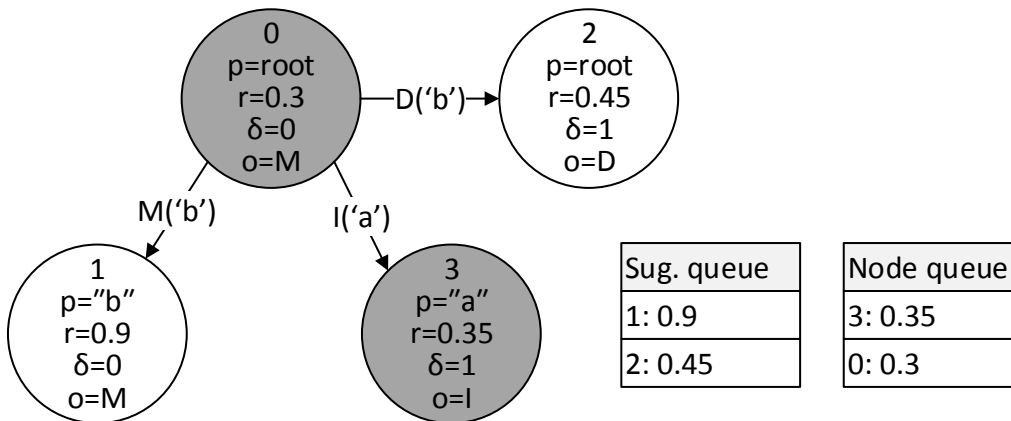 0
p=root
r=0.3
δ=0
o=M
D(‘b’)
2
p=root
r=0.45
δ=1
o=D
M(‘b’)
I(‘a’)
1
p=”b”
r=0.9
δ=0
o=M
3
p=”a”
r=0.35
δ=1
o=I
Sug. queue
1: 0.9
2: 0.45
Node queue
3: 0.35
0: 0.3